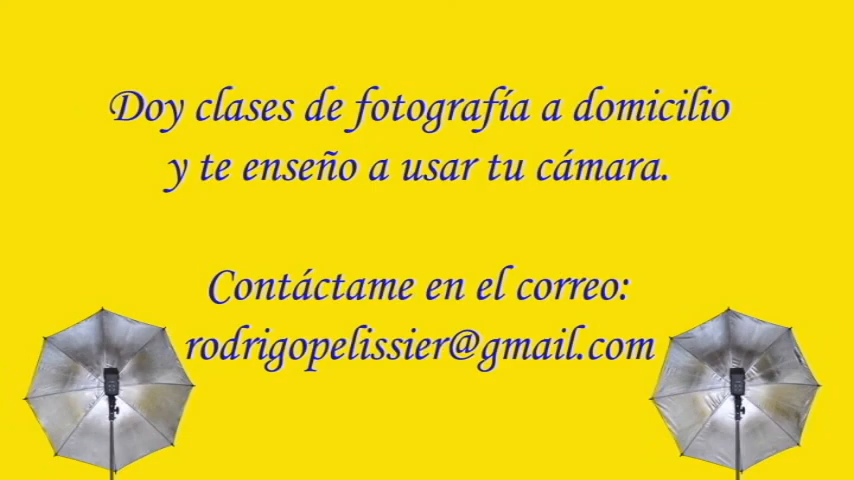 Doy clases de fotografía a domicilio
y te enseño a usar tu cámara.
Contáctame en el correo:
rodrigopelissier@gmail.com